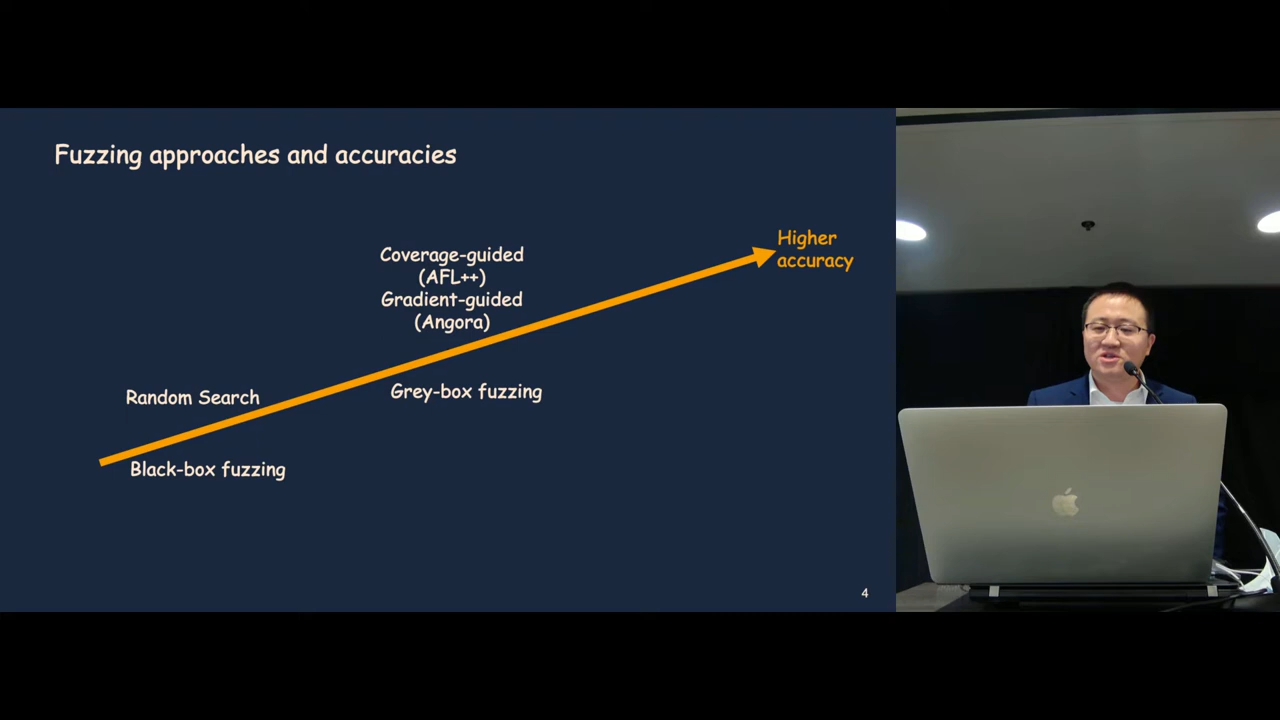 Fuzzing approaches and accuracies
Higher
accuracy
Coverage-guided
(AFL++)
Gradient-guided
(Angora)
Random Search
Grey-box fuzzing
Black-box fuzzing
4